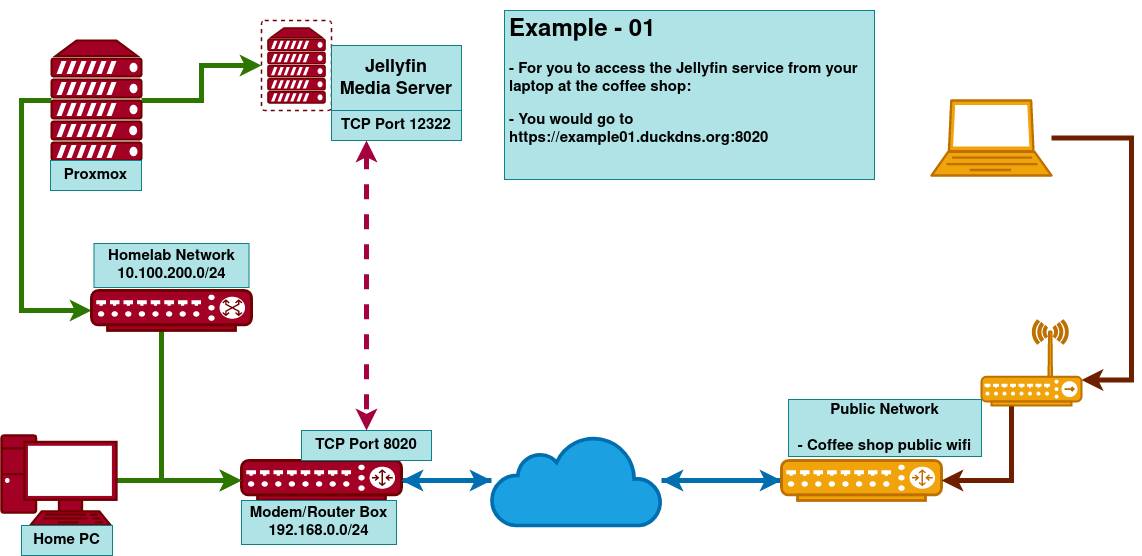 Example - 01
- For you to access the Jellyfin service from your
laptop at the coffee shop:
- You would go to
https://example01.duckdns.org:8020
Jellyfin
Media Server
TCP Port 12322
Proxmox
Homelab Network
10.100.200.0/24
Public Network
- Coffee shop public wifi
TCP Port 8020
Modem/Router Box
192.168.0.0/24
Home PC